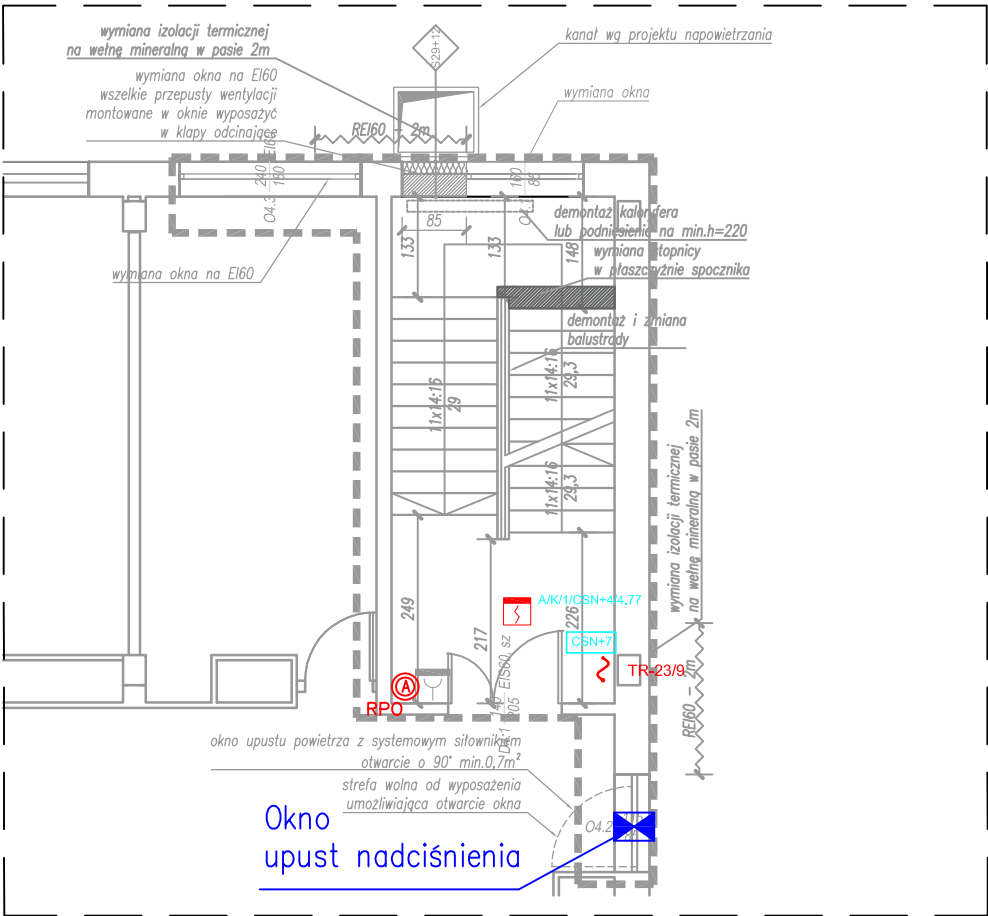 wymiana izolacji termicznej
na wełnę mineralną w pasie 2m
wymiana okna na EI60
wszelkie przepusty wentylacji
montowane w oknie wyposażyć
w klapy odcinające
S29+12
kanał wg projektu napowietrzania
wymiana okna
REI60 - 2m
EI60
240
180
O4.3
160
85
O4.1
85
133
133
148
demontaż kaloryfera
lub podniesienie na min.h=220
wymiana stopnicy
w płaszczyźnie spocznika
wymiana okna na EI60
demontaż i zmiana
balustrady
11x14:16
29
11x14:16
29,3
11x14:16
29,3
wymiana izolacji termicznej
na wełnę mineralną w pasie 2m
249
217
226
A/K/1/CSN+4/4,77
CSN+7
TR-23/9
REI60 - 2m
A
RPO
EIS60, sz
140
205
okno upustu powietrza z systemowym siłownikiem
otwarcie o 90° min.0,7m²
strefa wolna od wyposażenia
umożliwiająca otwarcie okna
O4.2
Okno
upust nadciśnienia